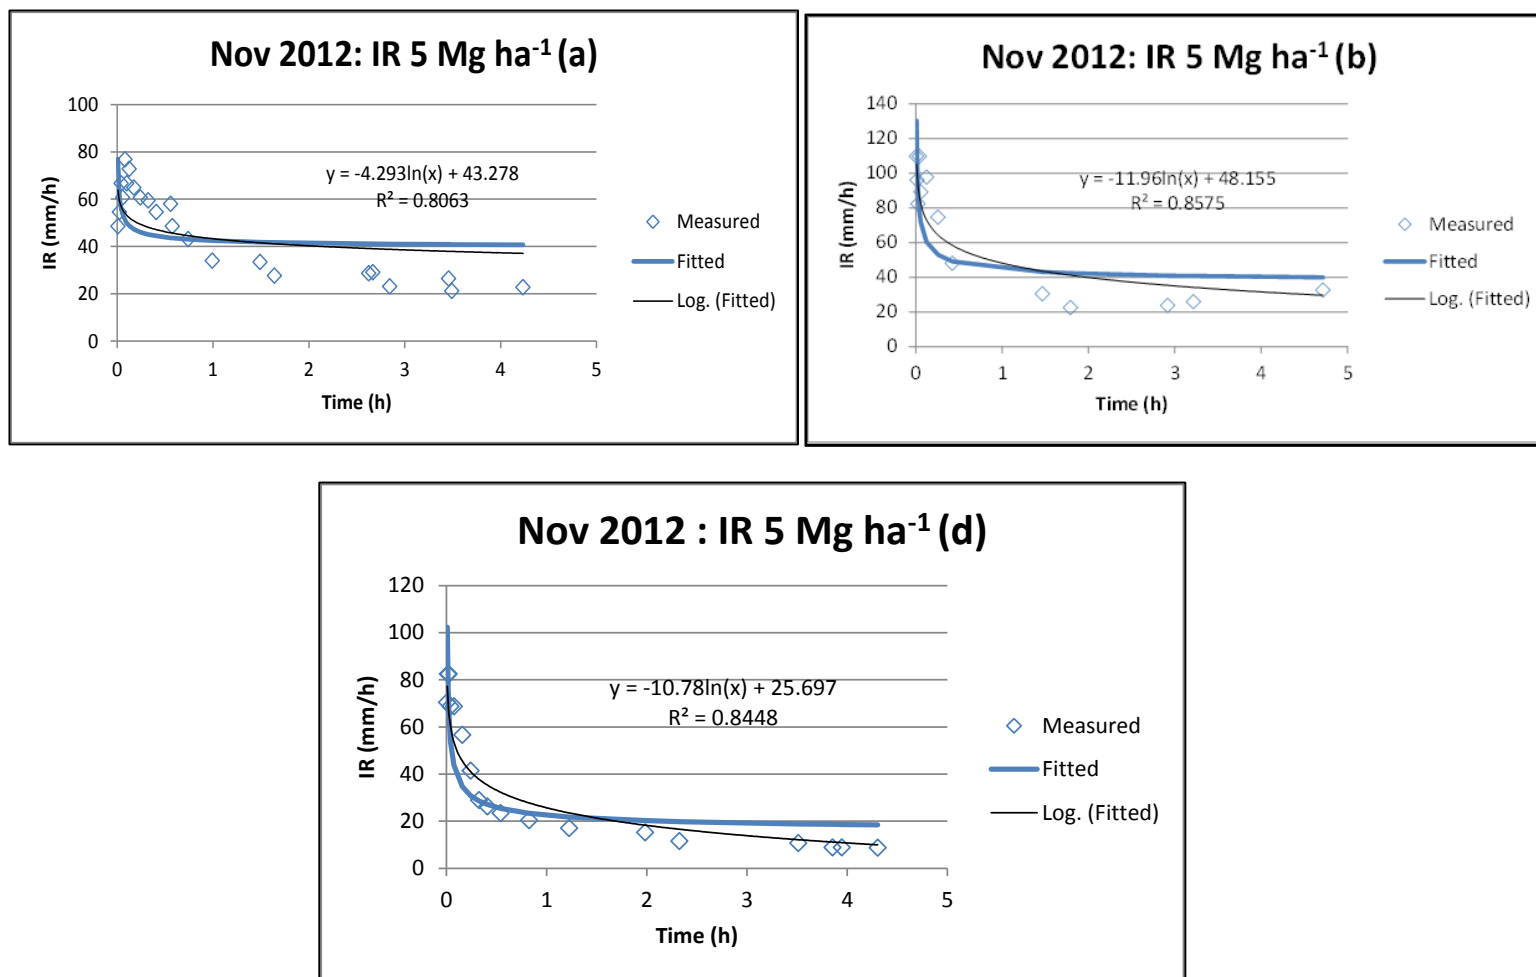 Nov 2012: IR 5 Mg ha⁻¹ (a)
100
80
60
40
20
0
IR (mm/h)
y = -4.293ln(x) + 43.278
R² = 0.8063
Measured
Fitted
Log. (Fitted)
0 1 2 3 4 5
Time (h)
Nov 2012: IR 5 Mg ha⁻¹ (b)
140
120
100
80
60
40
20
0
IR (mm/h)
y = -11.96ln(x) + 48.155
R² = 0.8575
Measured
Fitted
Log. (Fitted)
0 1 2 3 4 5
Time (h)
Nov 2012 : IR 5 Mg ha⁻¹ (d)
120
100
80
60
40
20
0
IR (mm/h)
y = -10.78ln(x) + 25.697
R² = 0.8448
Measured
Fitted
Log. (Fitted)
0 1 2 3 4 5
Time (h)